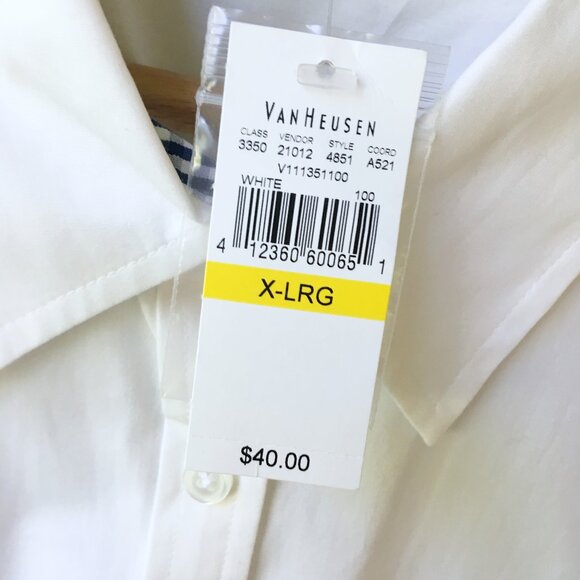 VAN HEUSEN
CLASS VENDOR STYLE COORD
3350 21012 4851 A521
V111351100
WHITE 100
4 12360 60065 1
X-LRG
$40.00